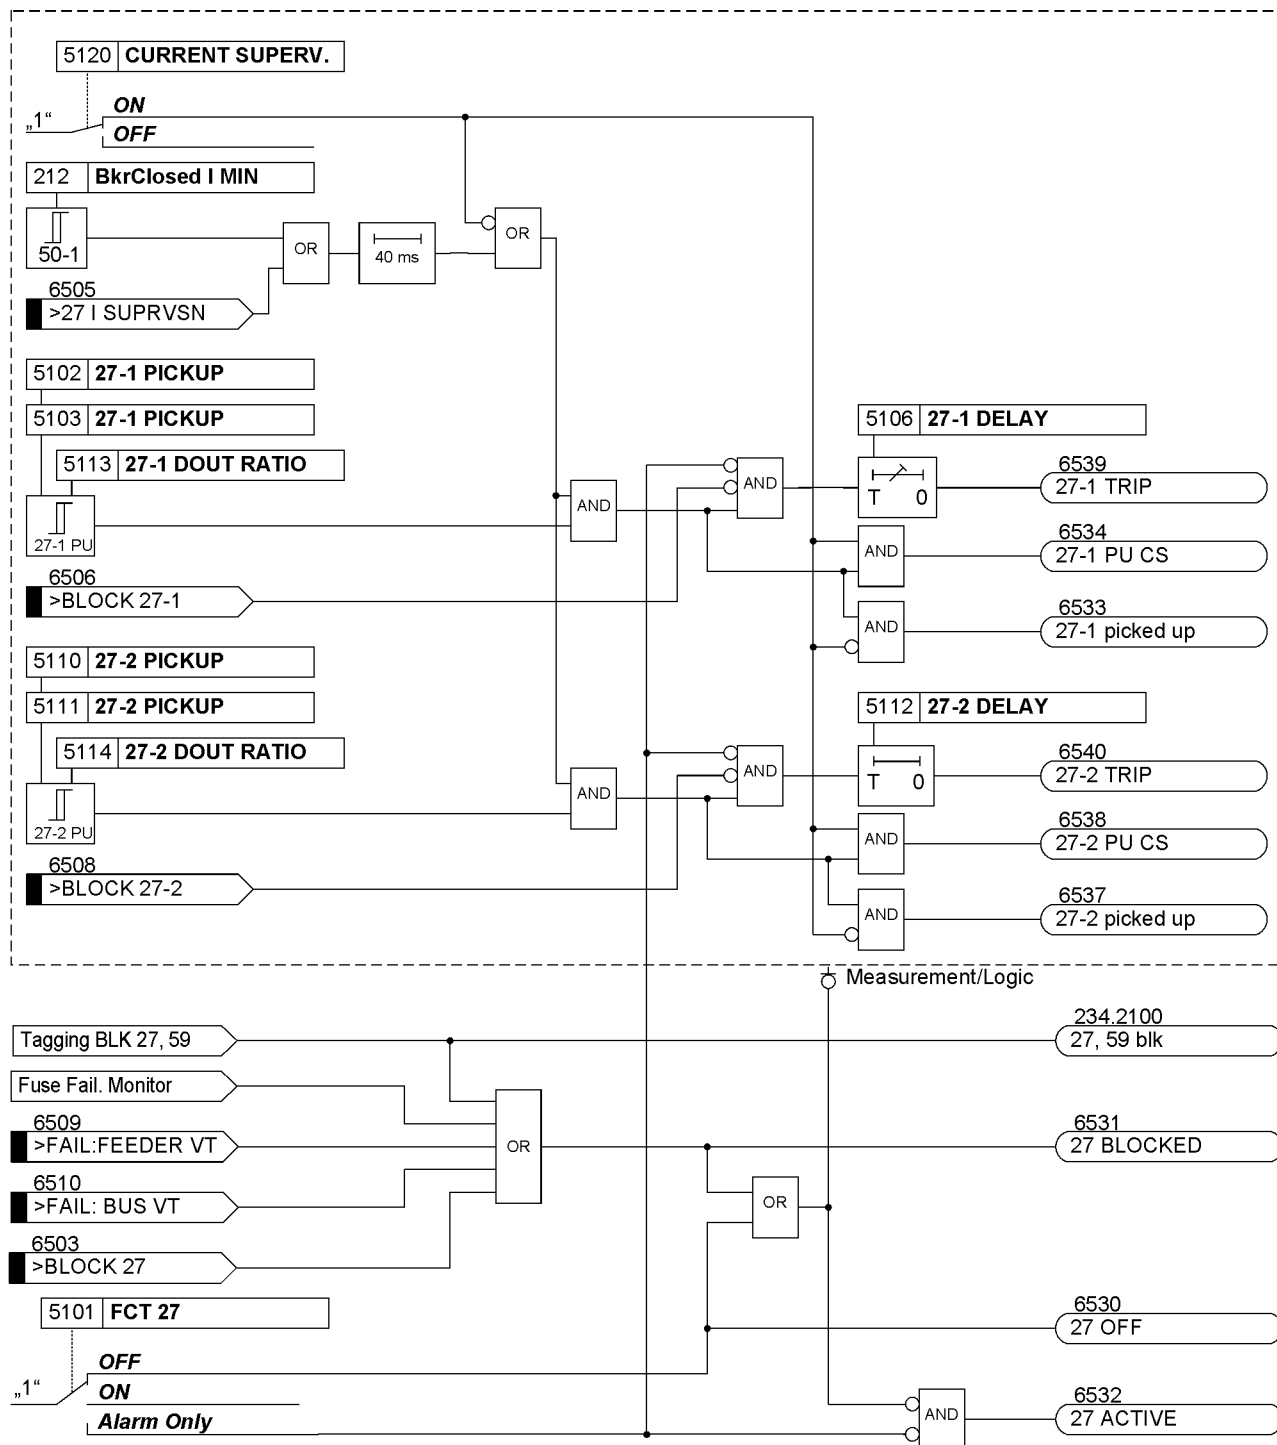 5120 CURRENT SUPERV.
„1“
ON
OFF
212 BkrClosed I MIN
50-1
OR
40 ms
OR
6505
>27 I SUPRVSN
5102 27-1 PICKUP
5103 27-1 PICKUP
5113 27-1 DOUT RATIO
27-1 PU
AND
AND
5106 27-1 DELAY
T 0
6539
27-1 TRIP
AND
6534
27-1 PU CS
6506
>BLOCK 27-1
AND
6533
27-1 picked up
5110 27-2 PICKUP
5111 27-2 PICKUP
5114 27-2 DOUT RATIO
27-2 PU
AND
AND
5112 27-2 DELAY
T 0
6540
27-2 TRIP
AND
6538
27-2 PU CS
6508
>BLOCK 27-2
AND
6537
27-2 picked up
Measurement/Logic
Tagging BLK 27, 59
234.2100
27, 59 blk
Fuse Fail. Monitor
6509
>FAIL:FEEDER VT
OR
6531
27 BLOCKED
6510
>FAIL: BUS VT
OR
6503
>BLOCK 27
5101 FCT 27
6530
27 OFF
„1“
OFF
ON
Alarm Only
AND
6532
27 ACTIVE